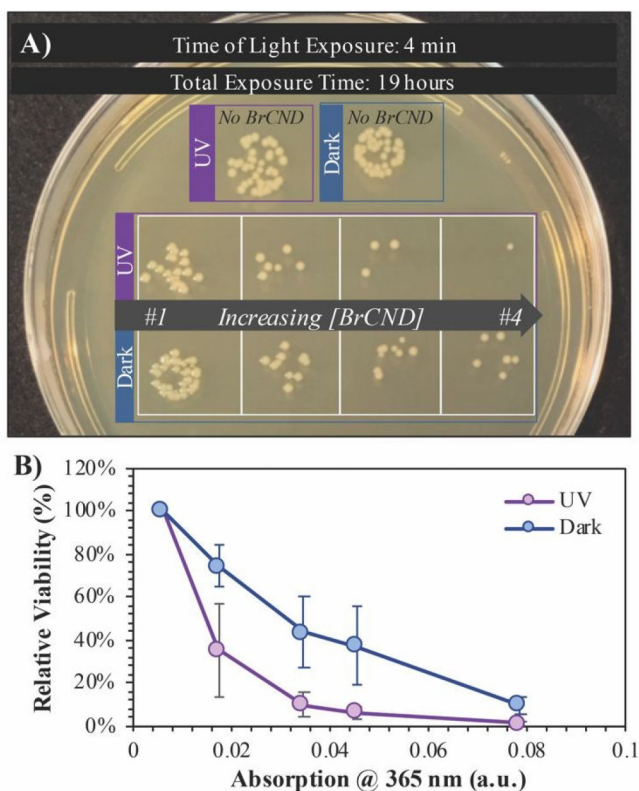 A)
Time of Light Exposure: 4 min
Total Exposure Time: 19 hours
UV
No BrCND
Dark
No BrCND
UV
#1 Increasing [BrCND] #4
Dark
B)
120%
100%
80%
60%
40%
20%
0%
Relative Viability (%)
UV
Dark
0 0.02 0.04 0.06 0.08 0.1
Absorption @ 365 nm (a.u.)